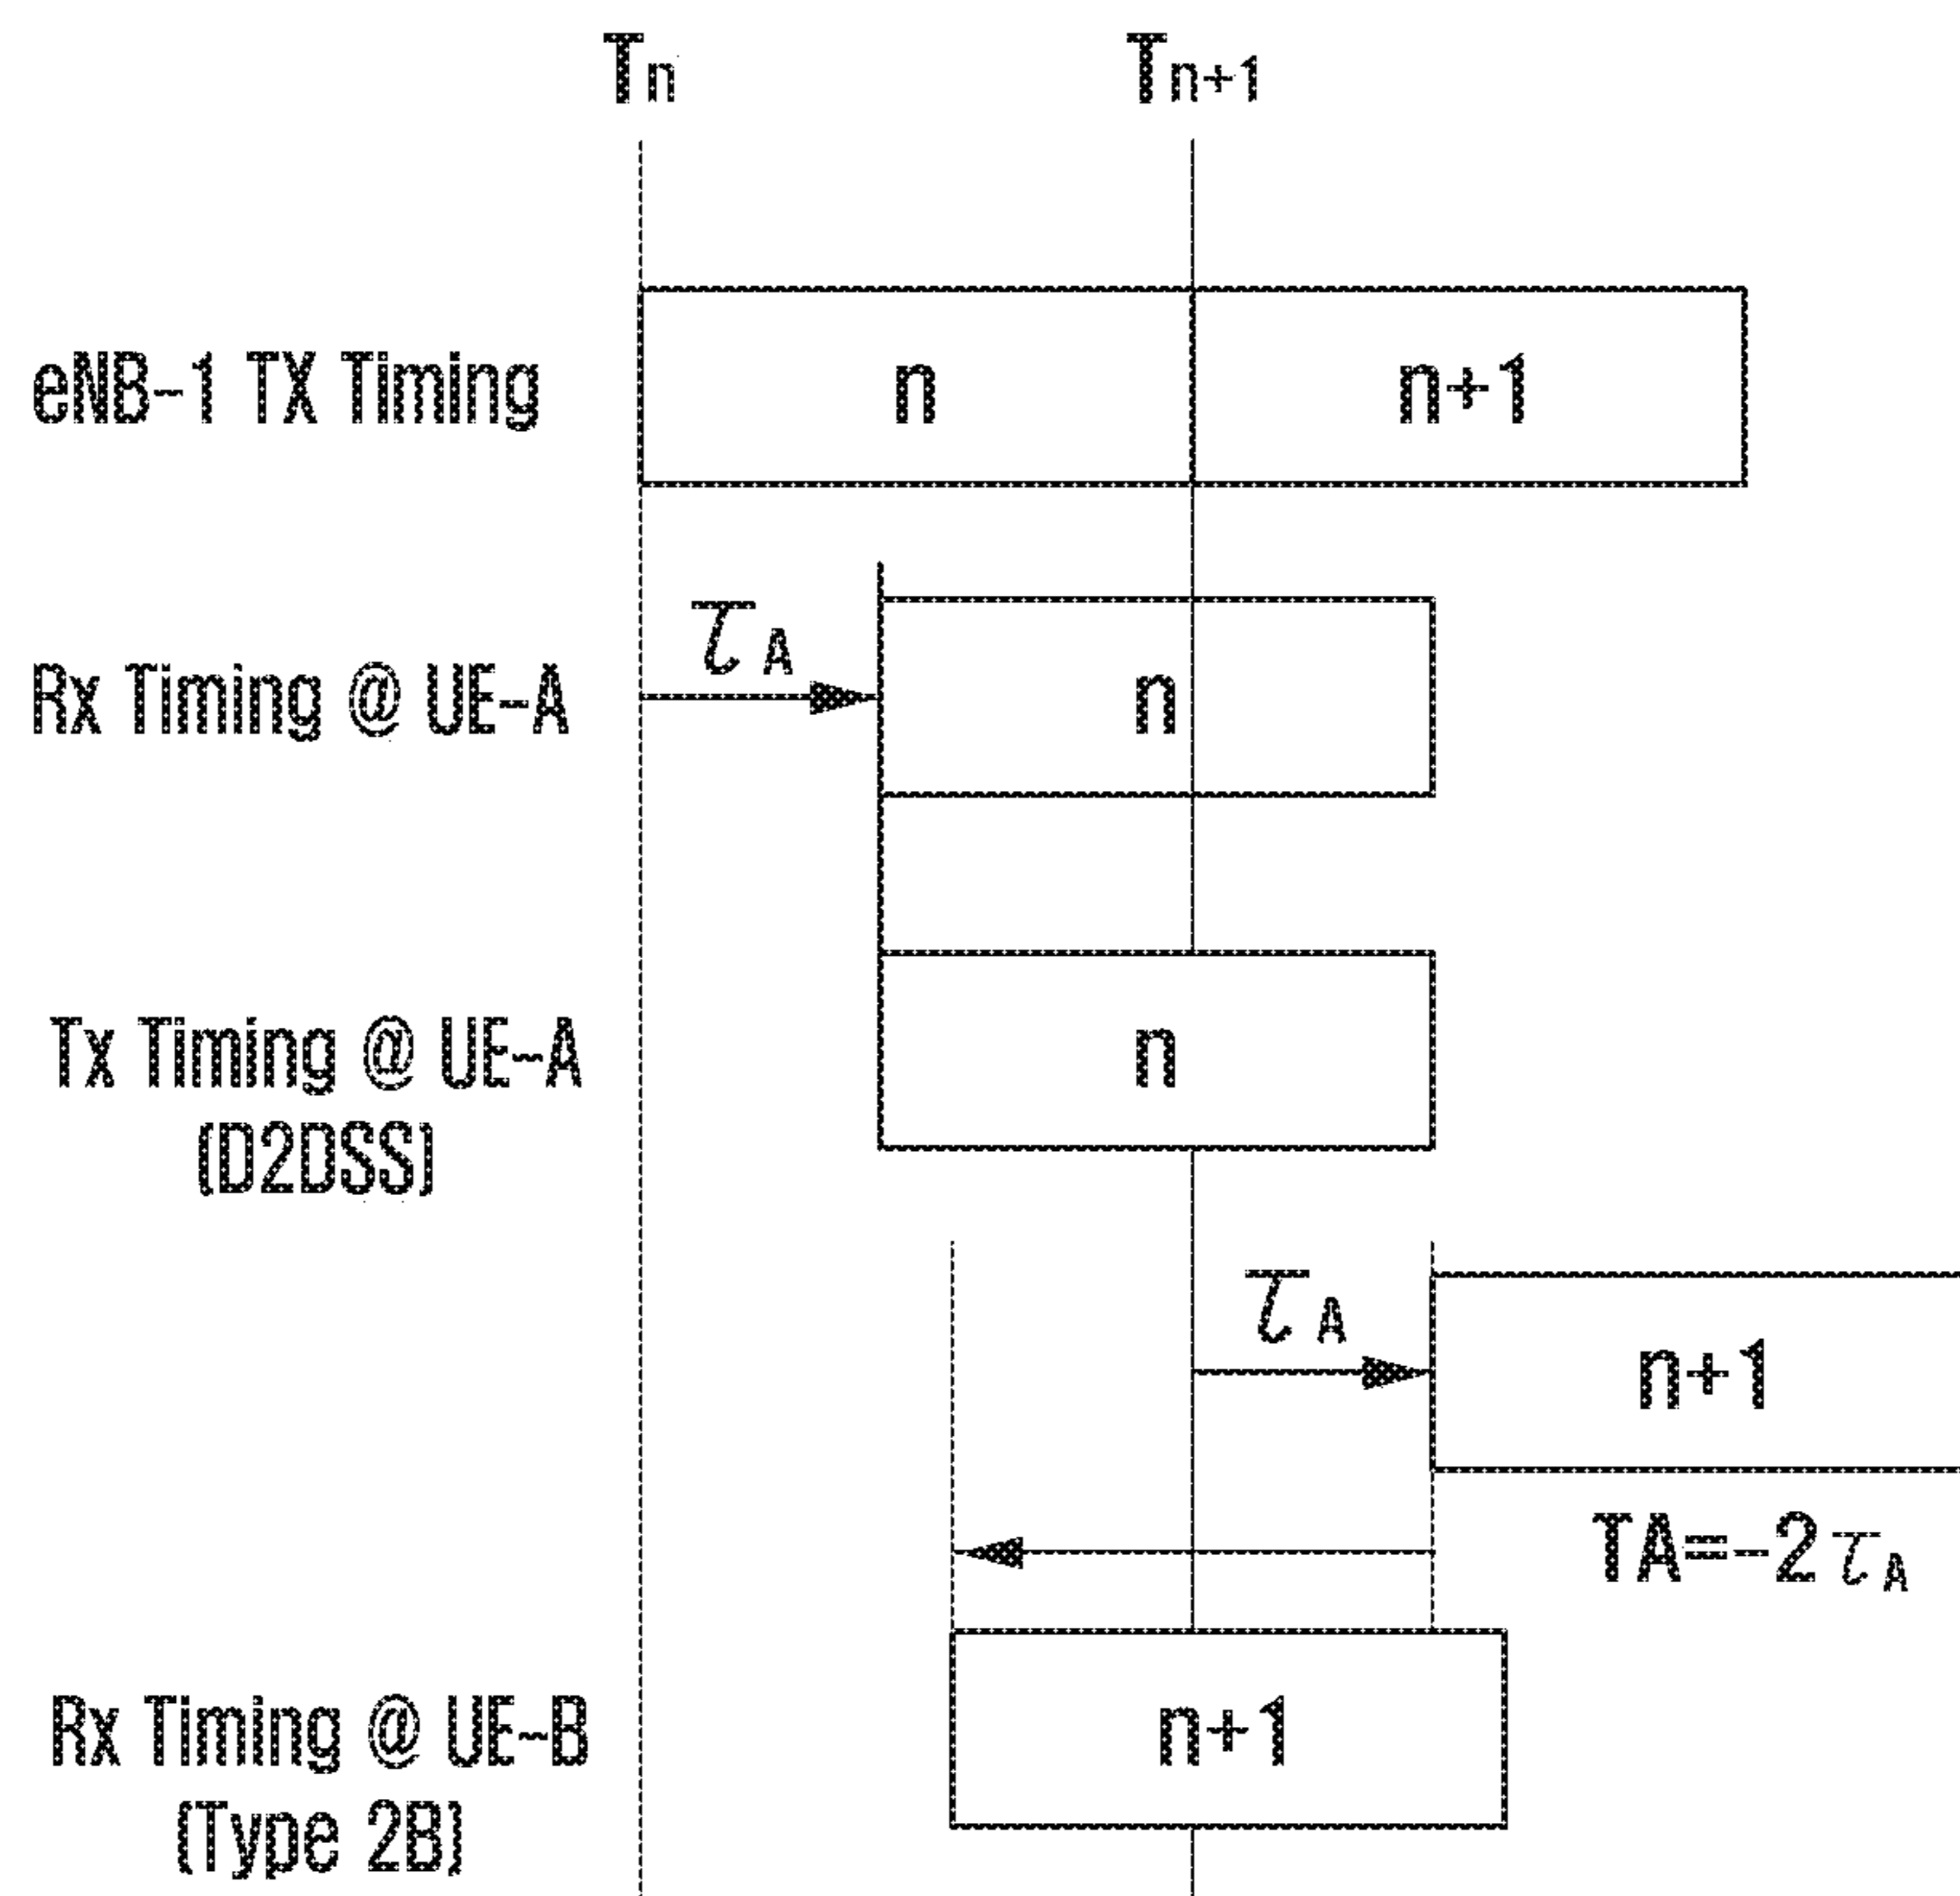 Tn
Tn+1
eNB-1 TX Timing
n
n+1
τA
Rx Timing @ UE-A
n
Tx Timing @ UE-A
(D2DSS)
n
τA
n+1
TA=-2τA
Rx Timing @ UE-B
(Type 2B)
n+1